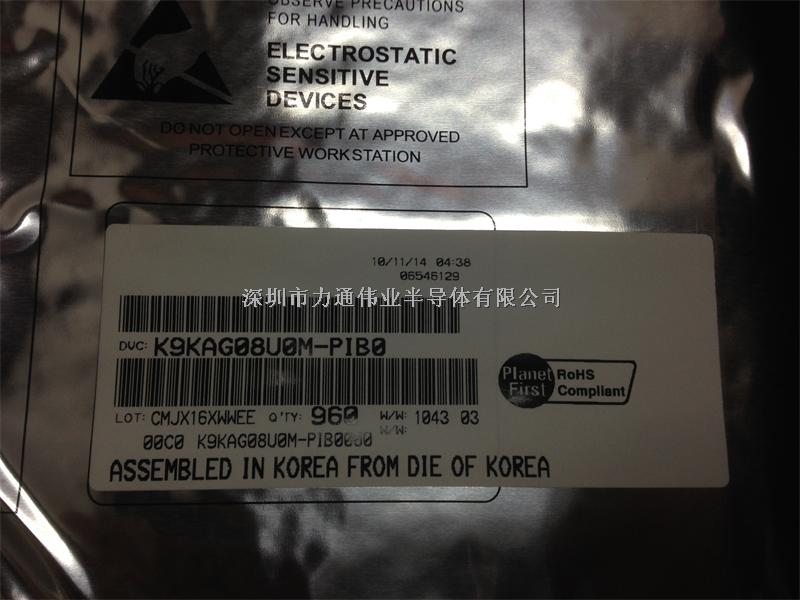 OBSERVE PRECAUTIONS
FOR HANDLING
ELECTROSTATIC
SENSITIVE
DEVICES
DO NOT OPEN EXCEPT AT APPROVED
PROTECTIVE WORKSTATION
10/11/14 04:38
06546129
深圳市力通伟业半导体有限公司
DVC: K9KAG08U0M-PIB0
Planet First RoHS Compliant
LOT: CMJX16XWWEE Q'TY: 960 W/W: 1043 03
W/W:
00C0 K9KAG08U0M-PIB0
ASSEMBLED IN KOREA FROM DIE OF KOREA